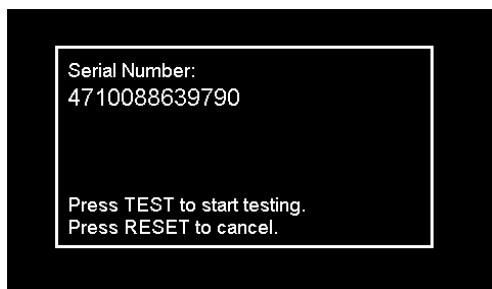 Serial Number:
4710088639790
Press TEST to start testing.
Press RESET to cancel.